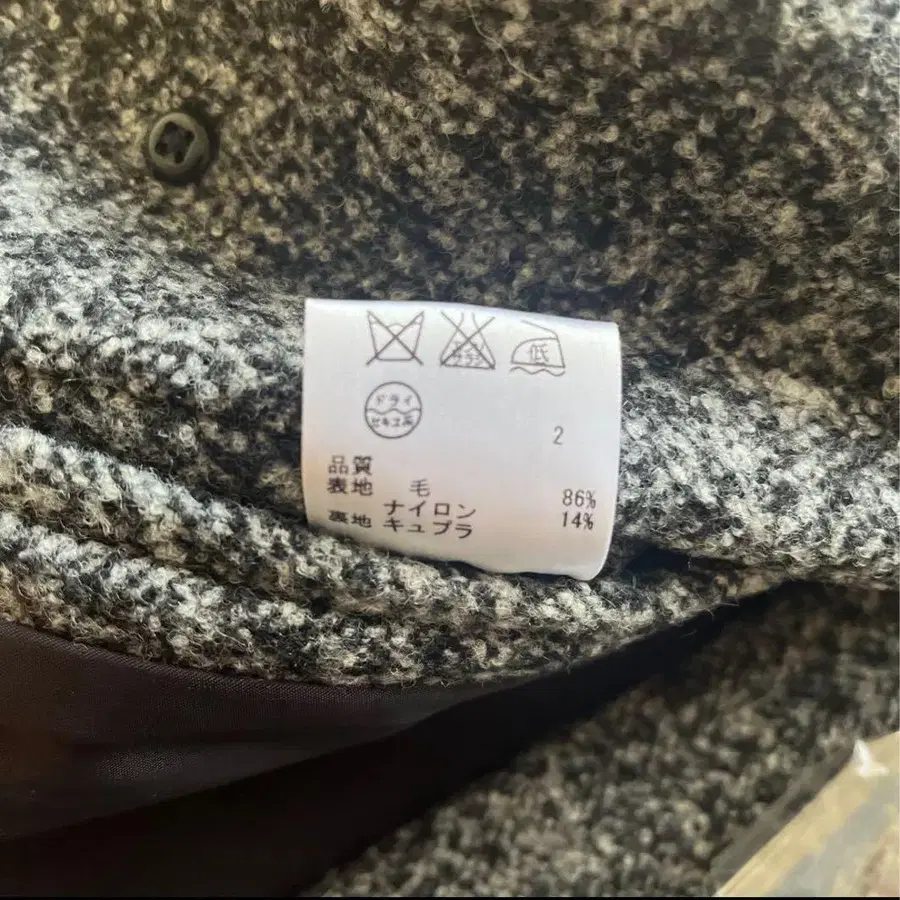 低
ドライ
セキユ系
2
品質
表地 毛 86%
ナイロン 14%
裏地 キュプラ